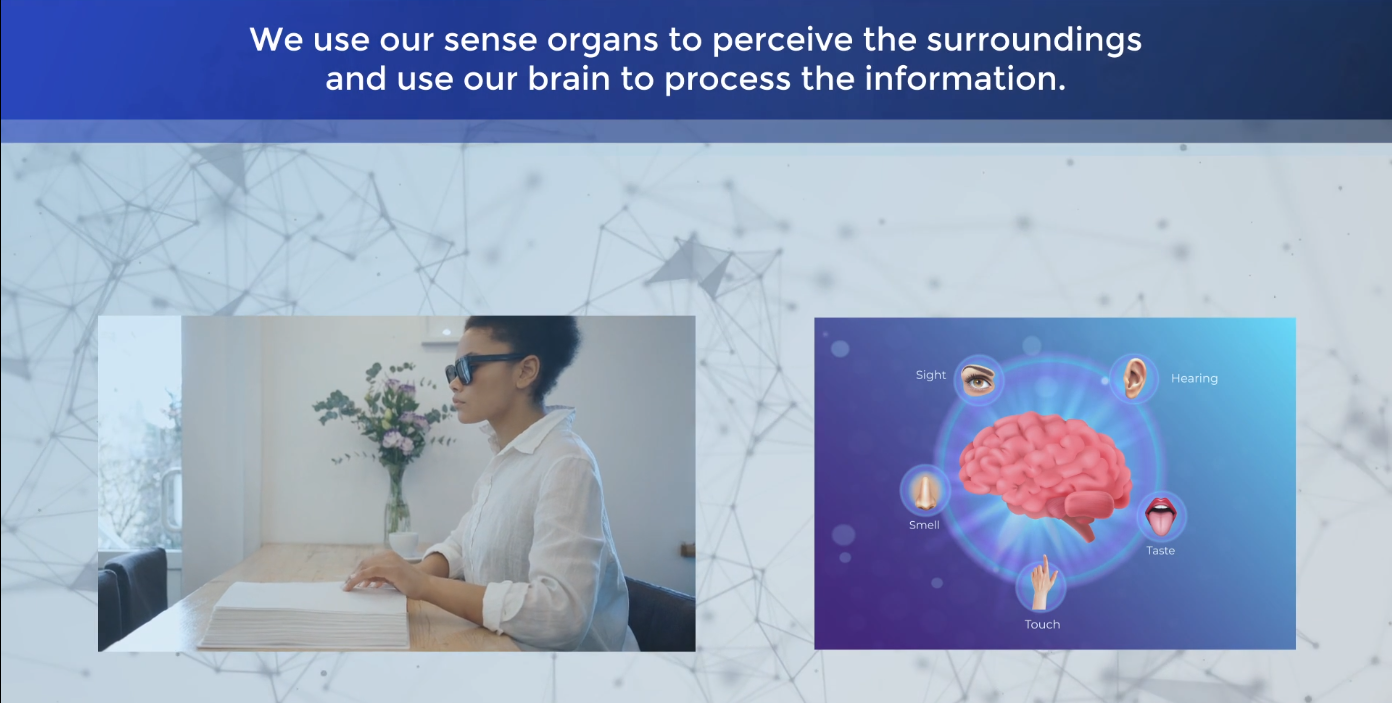 We use our sense organs to perceive the surroundings
and use our brain to process the information.
Sight
Hearing
Smell
Taste
Touch